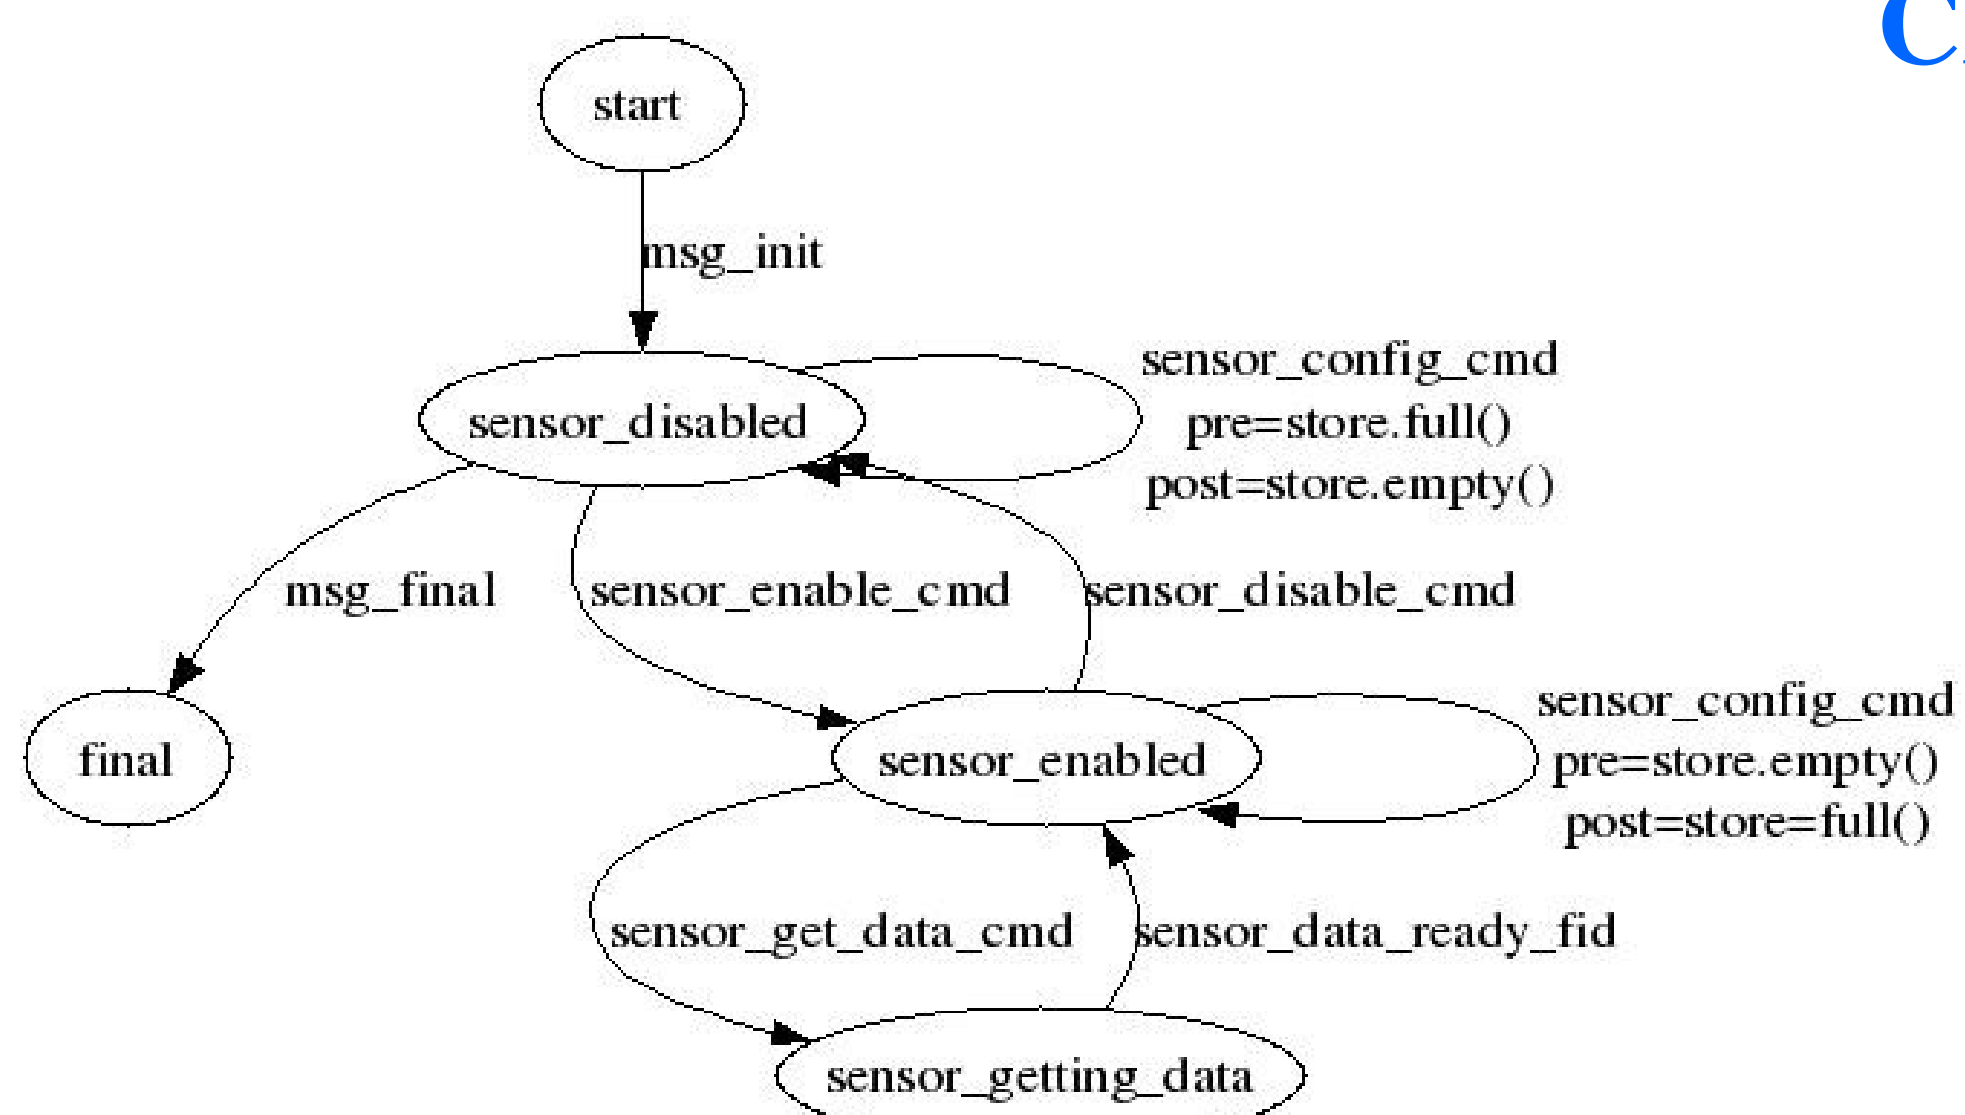 start
msg_init
sensor_config_cmd
pre=store.full()
post=store.empty()
sensor_disabled
msg_final
sensor_enable_cmd
sensor_disable_cmd
final
sensor_enabled
sensor_config_cmd
pre=store.empty()
post=store=full()
sensor_get_data_cmd
sensor_data_ready_fid
sensor_getting_data